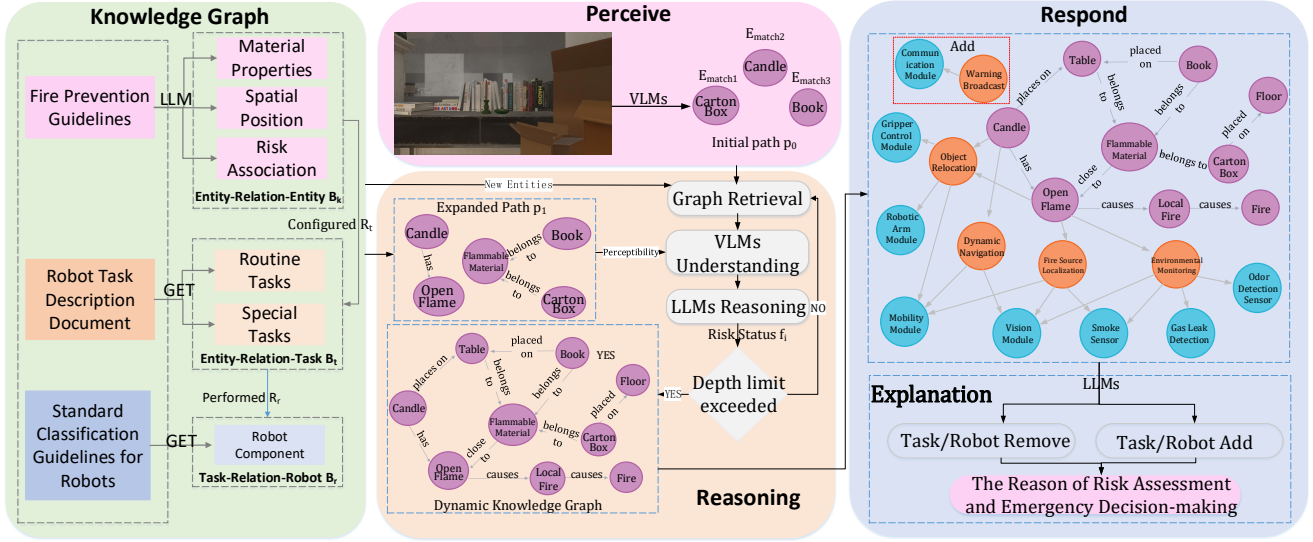 Knowledge Graph
Fire Prevention
Guidelines
LLM
Material
Properties
Spatial
Position
Risk
Association
Entity-Relation-Entity Bk
Configured Rt
Robot Task
Description
Document
GET
Routine
Tasks
Special
Tasks
Entity-Relation-Task Bt
Performed Rr
Standard
Classification
Guidelines for
Robots
GET
Robot
Component
Task-Relation-Robot Br
Perceive
VLMs
Ematch2
Candle
Ematch1
Carton
Box
Ematch3
Book
Initial path p0
New Entities
Graph Retrieval
Expanded Path p1
Candle
has
Open
Flame
Flammable
Material
belongs
to
Book
belongs
to
Carton
Box
Perceptibility
VLMs
Understanding
LLMs Reasoning
NO
Risk Status fi
Depth limit
exceeded
YES
Table
placed
on
Book
YES
places on
belongs
to
belongs
to
Floor
Candle
placed
on
Flammable
Material
has
close
to
belongs
to
Carton
Box
Open
Flame
causes
Local
Fire
causes
Fire
Dynamic Knowledge Graph
Reasoning
Respond
Add
Commun
ication
Module
Warning
Broadcast
Table
placed
on
Book
places on
belongs
to
belongs
to
Floor
Gripper
Control
Module
Candle
Flammable
Material
placed
on
Object
Relocation
has
close
to
belongs to
Carton
Box
Open
Flame
causes
Local
Fire
causes
Fire
Robotic
Arm
Module
Dynamic
Navigation
Fire Source
Localization
Environmental
Monitoring
Odor
Detection
Sensor
Mobility
Module
Vision
Module
Smoke
Sensor
Gas Leak
Detection
LLMs
Explanation
Task/Robot Remove
Task/Robot Add
The Reason of Risk Assessment
and Emergency Decision-making